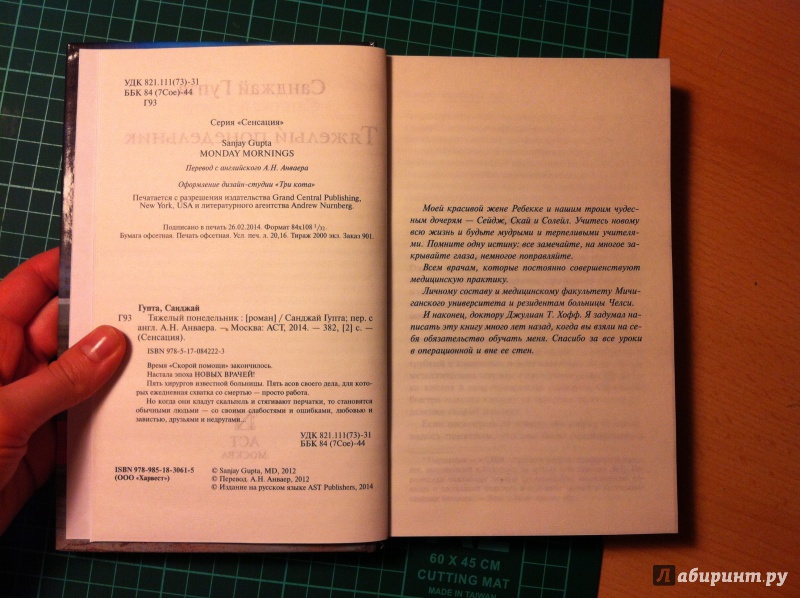 УДК 821.111(73)-31
ББК 84 (7Сое)-44
Г93
Серия «Сенсация»
Sanjay Gupta
MONDAY MORNINGS
Перевод с английского А.Н. Анваера
Оформление дизайн-студии «Три кота»
Печатается с разрешения издательства Grand Central Publishing,
New York, USA и литературного агентства Andrew Nurnberg.
Подписано в печать 26.02.2014. Формат 84x108 1/32.
Бумага офсетная. Печать офсетная. Усл. печ. л. 20,16. Тираж 2000 экз. Заказ 901.
Гупта, Санджай
Г93 Тяжелый понедельник : [роман] / Санджай Гупта; пер. с
англ. А.Н. Анваера. — Москва: АСТ, 2014. — 382, [2] с. —
(Сенсация).
ISBN 978-5-17-084222-3
Время «Скорой помощи» закончилось.
Настала эпоха НОВЫХ ВРАЧЕЙ!
Пять хирургов известной больницы. Пять асов своего дела, для кото-
рых ежедневная схватка со смертью — просто работа.
Но когда они кладут скальпель и стягивают перчатки, то становятся
обычными людьми — со своими слабостями и ошибками, любовью и
завистью, друзьями и недругами...
УДК 821.111(73)-31
ББК 84 (7Сое)-44
ISBN 978-985-18-3061-5
(ООО «Харвест»)
© Sanjay Gupta, MD, 2012
© Перевод. А.Н. Анваер, 2012
© Издание на русском языке AST Publishers, 2014
Моей красивой жене Ребекке и нашим троим чудес-
ным дочерям — Сейдж, Скай и Солейл. Учитесь новому
всю жизнь и будьте мудрыми и терпеливыми учителя-
ми. Помните одну истину: все замечайте, на многое за-
крывайте глаза, немногое поправляйте.
Всем врачам, которые постоянно совершенствуют
медицинскую практику.
Личному составу и медицинскому факультету Мичи-
ганского университета и резидентам больницы Челси.
И наконец, доктору Джулиан Т. Хофф. Я задумал на-
писать эту книгу много лет назад, когда вы взяли на се-
бя обязательство обучать меня. Спасибо за все уроки
в операционной и вне ее стен.
60 X 45 CM
CUTTING MAT
MADE IN TAIWAN
Лабиринт.ру